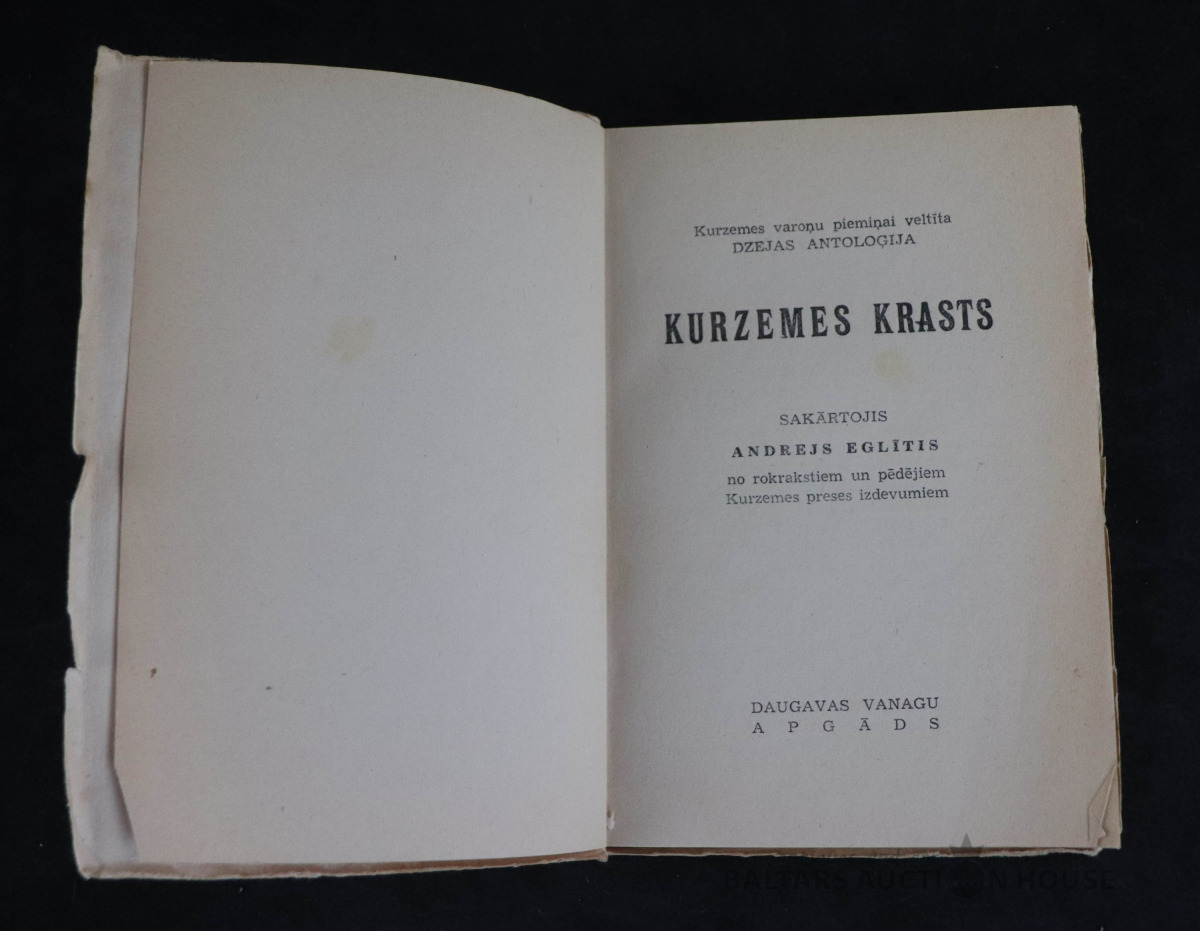 Kurzemes varoņu piemiņai veltīta
DZEJAS ANTOLOĢIJA
KURZEMES KRASTS
SAKĀRTOJIS
ANDREJS EGLĪTIS
no rokrakstiem un pēdējiem
Kurzemes preses izdevumiem
DAUGAVAS VANAGU
APGĀDS
BALTARS AUCTION HOUSE